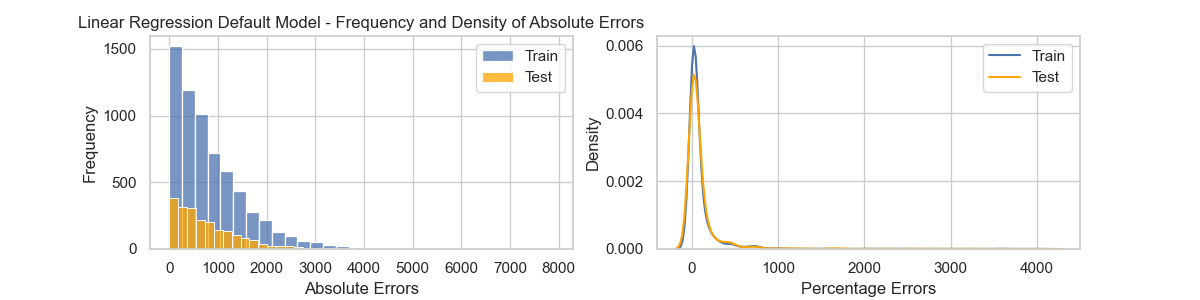 Linear Regression Default Model - Frequency and Density of Absolute Errors
Frequency
1500
1000
500
0
Train
Test
0 1000 2000 3000 4000 5000 6000 7000 8000
Absolute Errors
Density
0.006
0.004
0.002
0.000
Train
Test
0 1000 2000 3000 4000
Percentage Errors